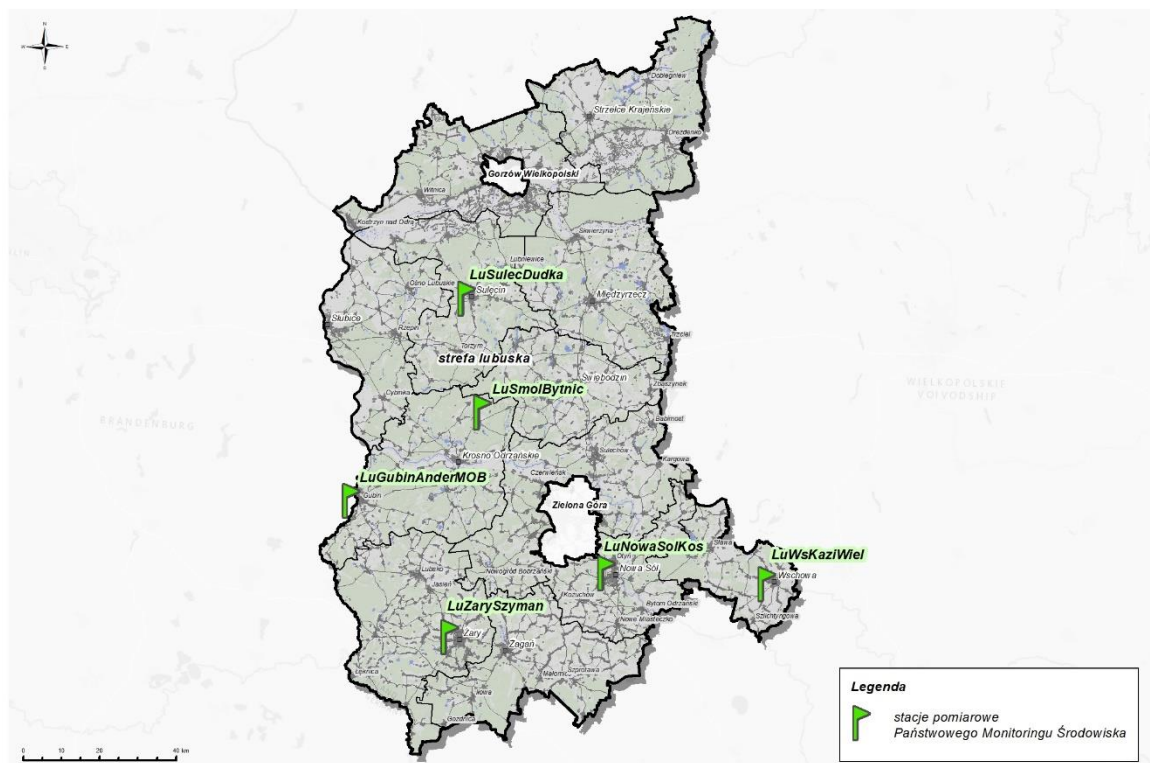 N
W
E
S
Dobiegniew
Strzelce Krajeńskie
Drezdenko
Gorzów Wielkopolski
Witnica
Kostrzyn nad Odrą
Skwierzyna
Lubniewice
LuSulecDudka
Ośno Lubuskie
Sulęcin
Międzyrzecz
Słubice
Rzepin
Trzciel
Torzym
strefa lubuska
Świebodzin
Zbąszynek
WIELKOPOLSKIE
VOIVODSHIP
Cybinka
LuSmolBytnic
BRANDENBURG
Babimost
Krosno Odrzańskie
Sulechów
Kargowa
Czerwieńsk
LuGubinAnderMOB
Gubin
Zielona Góra
Sława
LuNowaSolKos
LuWsKaziWiel
Otyń
Nowa Sól
Wschowa
Nowogród Bobrzański
Lubsko
Jasień
Kożuchów
Bytom Odrzański
Szlichtyngowa
Nowe Miasteczko
LuZarySzyman
Żary
Żagań
Łęknica
Małomice
Szprotawa
Iłowa
Gozdnica
Legenda
stacje pomiarowe
Państwowego Monitoringu Środowiska
0 10 20 40 km